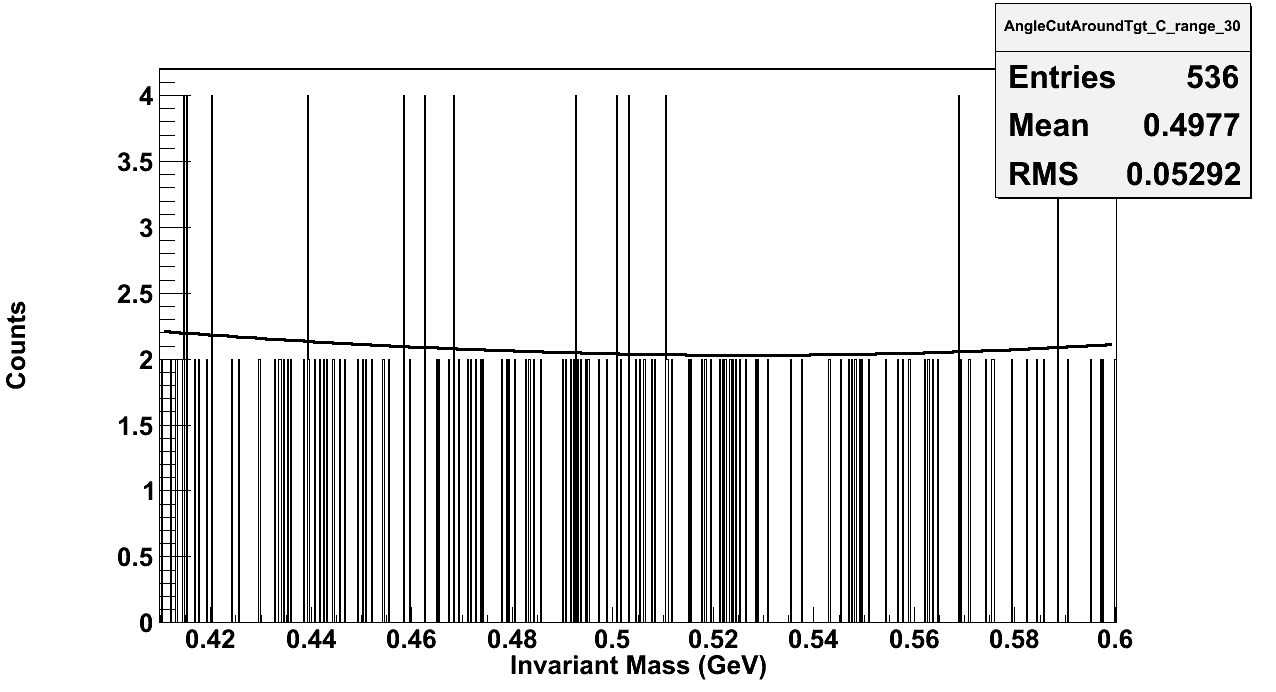 AngleCutAroundTgt_C_range_30
Entries 536
Mean 0.4977
RMS 0.05292
4
3.5
3
2.5
2
1.5
1
0.5
0
Counts
0.42 0.44 0.46 0.48 0.5 0.52 0.54 0.56 0.58 0.6
Invariant Mass (GeV)